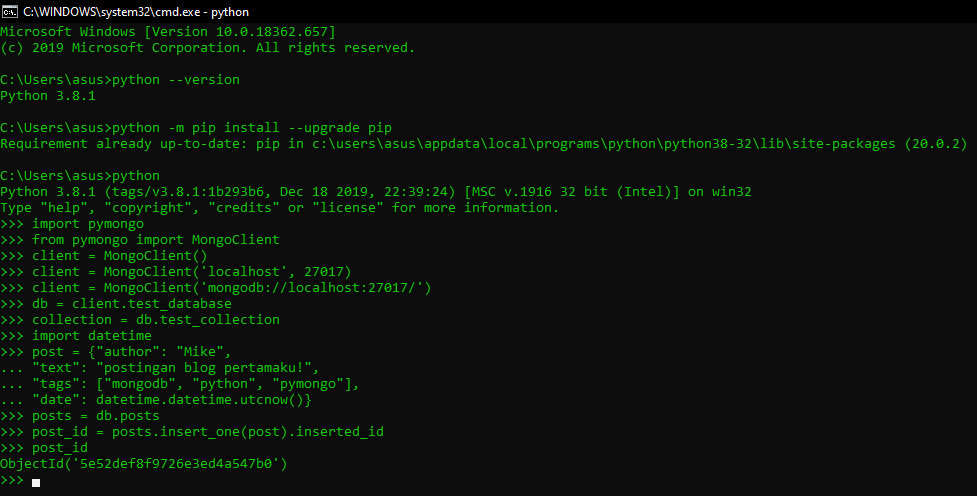 C:\WINDOWS\system32\cmd.exe - python
Microsoft Windows [Version 10.0.18362.657]
(c) 2019 Microsoft Corporation. All rights reserved.
C:\Users\asus>python --version
Python 3.8.1
C:\Users\asus>python -m pip install --upgrade pip
Requirement already up-to-date: pip in c:\users\asus\appdata\local\programs\python\python38-32\lib\site-packages (20.0.2)
C:\Users\asus>python
Python 3.8.1 (tags/v3.8.1:1b293b6, Dec 18 2019, 22:39:24) [MSC v.1916 32 bit (Intel)] on win32
Type "help", "copyright", "credits" or "license" for more information.
>>> import pymongo
>>> from pymongo import MongoClient
>>> client = MongoClient()
>>> client = MongoClient('localhost', 27017)
>>> client = MongoClient('mongodb://localhost:27017/')
>>> db = client.test_database
>>> collection = db.test_collection
>>> import datetime
>>> post = {"author": "Mike",
... "text": "postingan blog pertamaku!",
... "tags": ["mongodb", "python", "pymongo"],
... "date": datetime.datetime.utcnow()}
>>> posts = db.posts
>>> post_id = posts.insert_one(post).inserted_id
>>> post_id
ObjectId('5e52def8f9726e3ed4a547b0')
>>>